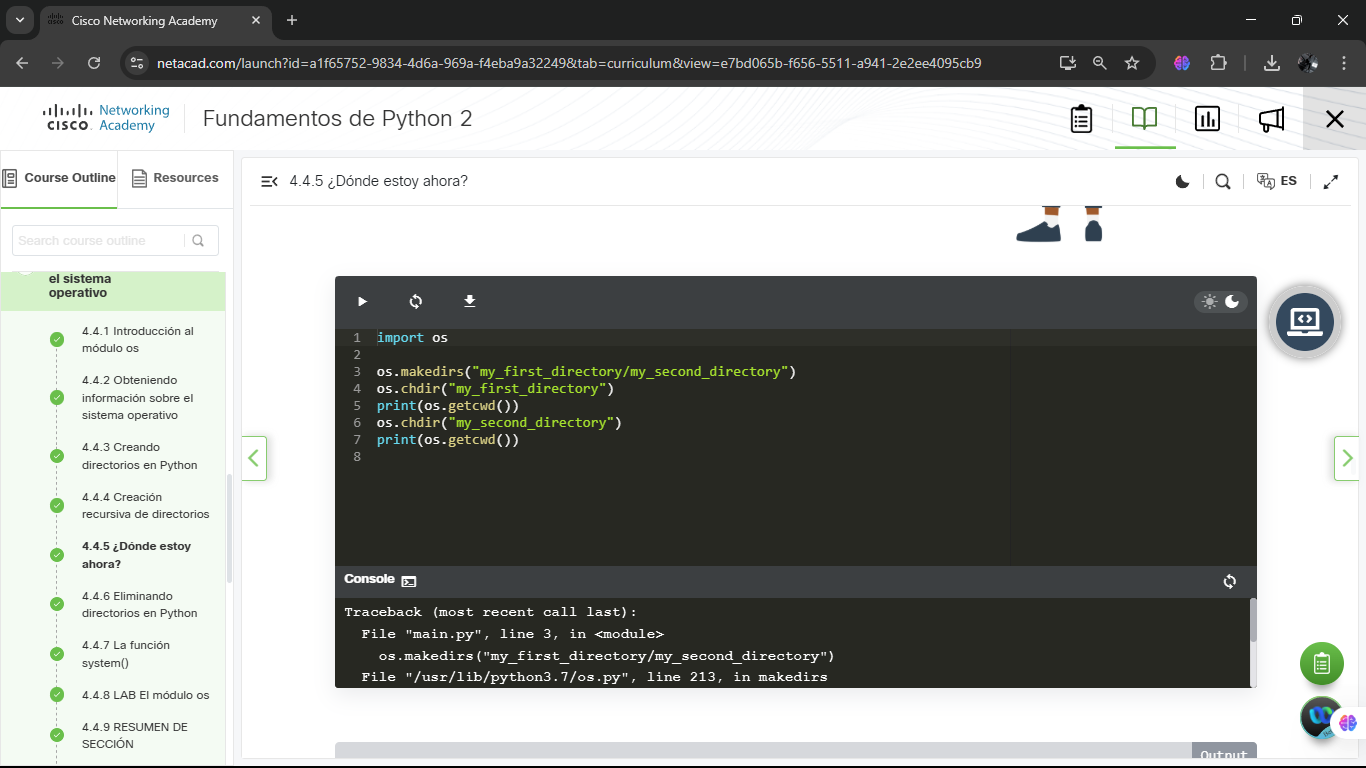 Cisco Networking Academy
netacad.com/launch?id=a1f65752-9834-4d6a-969a-f4eba9a32249&tab=curriculum&view=e7bd065b-f656-5511-a941-2e2ee4095cb9
CISCO
Networking
Academy
Fundamentos de Python 2
Course Outline
Resources
Search course outline
el sistema
operativo
4.4.1 Introducción al
módulo os
4.4.2 Obteniendo
información sobre el
sistema operativo
4.4.3 Creando
directorios en Python
4.4.4 Creación
recursiva de directorios
4.4.5 ¿Dónde estoy
ahora?
4.4.6 Eliminando
directorios en Python
4.4.7 La función
system()
4.4.8 LAB El módulo os
4.4.9 RESUMEN DE
SECCIÓN
4.4.5 ¿Dónde estoy ahora?
ES
1 import os
2
3 os.makedirs("my_first_directory/my_second_directory")
4 os.chdir("my_first_directory")
5 print(os.getcwd())
6 os.chdir("my_second_directory")
7 print(os.getcwd())
8
Console
Traceback (most recent call last):
File "main.py", line 3, in <module>
os.makedirs("my_first_directory/my_second_directory")
File "/usr/lib/python3.7/os.py", line 213, in makedirs
Output